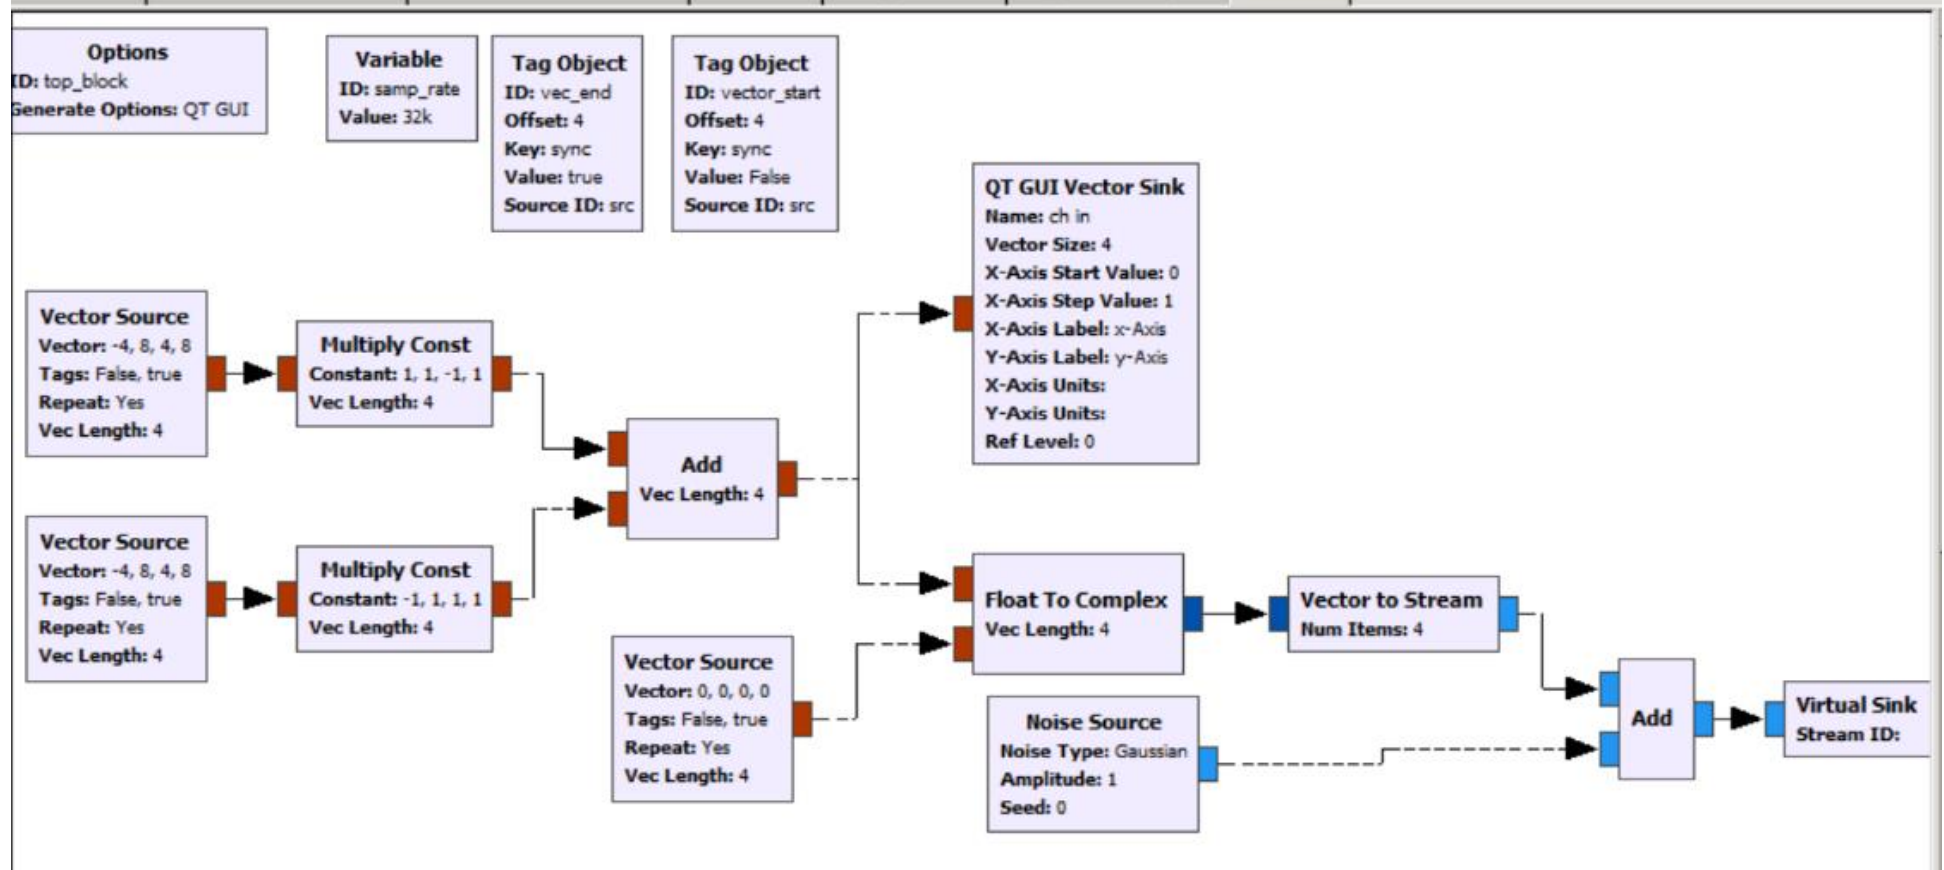 Options
ID: top_block
Generate Options: QT GUI
Variable
ID: samp_rate
Value: 32k
Tag Object
ID: vec_end
Offset: 4
Key: sync
Value: true
Source ID: src
Tag Object
ID: vector_start
Offset: 4
Key: sync
Value: False
Source ID: src
QT GUI Vector Sink
Name: ch in
Vector Size: 4
X-Axis Start Value: 0
X-Axis Step Value: 1
X-Axis Label: x-Axis
Y-Axis Label: y-Axis
X-Axis Units:
Y-Axis Units:
Ref Level: 0
Vector Source
Vector: -4, 8, 4, 8
Tags: False, true
Repeat: Yes
Vec Length: 4
Multiply Const
Constant: 1, 1, -1, 1
Vec Length: 4
Add
Vec Length: 4
Vector Source
Vector: -4, 8, 4, 8
Tags: False, true
Repeat: Yes
Vec Length: 4
Multiply Const
Constant: -1, 1, 1, 1
Vec Length: 4
Float To Complex
Vec Length: 4
Vector to Stream
Num Items: 4
Vector Source
Vector: 0, 0, 0, 0
Tags: False, true
Repeat: Yes
Vec Length: 4
Noise Source
Noise Type: Gaussian
Amplitude: 1
Seed: 0
Add
Virtual Sink
Stream ID: